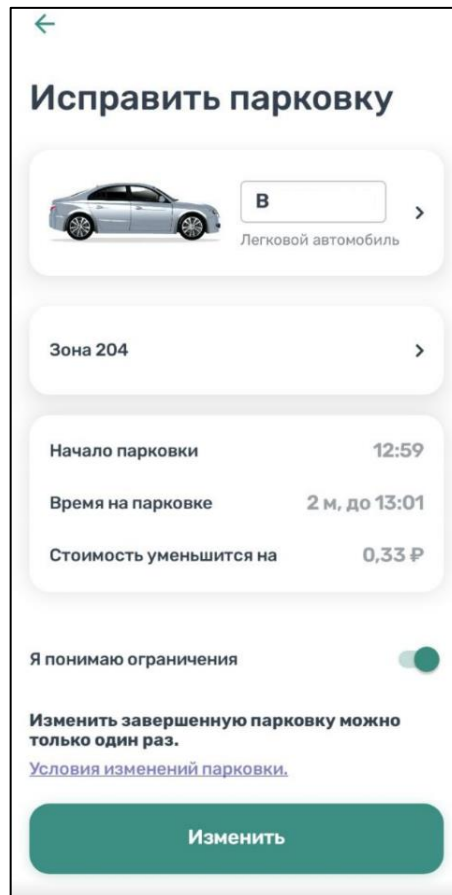 Исправить парковку
В
Легковой автомобиль
Зона 204
Начало парковки 12:59
Время на парковке 2 м, до 13:01
Стоимость уменьшится на 0,33 ₽
Я понимаю ограничения
Изменить завершенную парковку можно
только один раз.
Условия изменений парковки.
Изменить